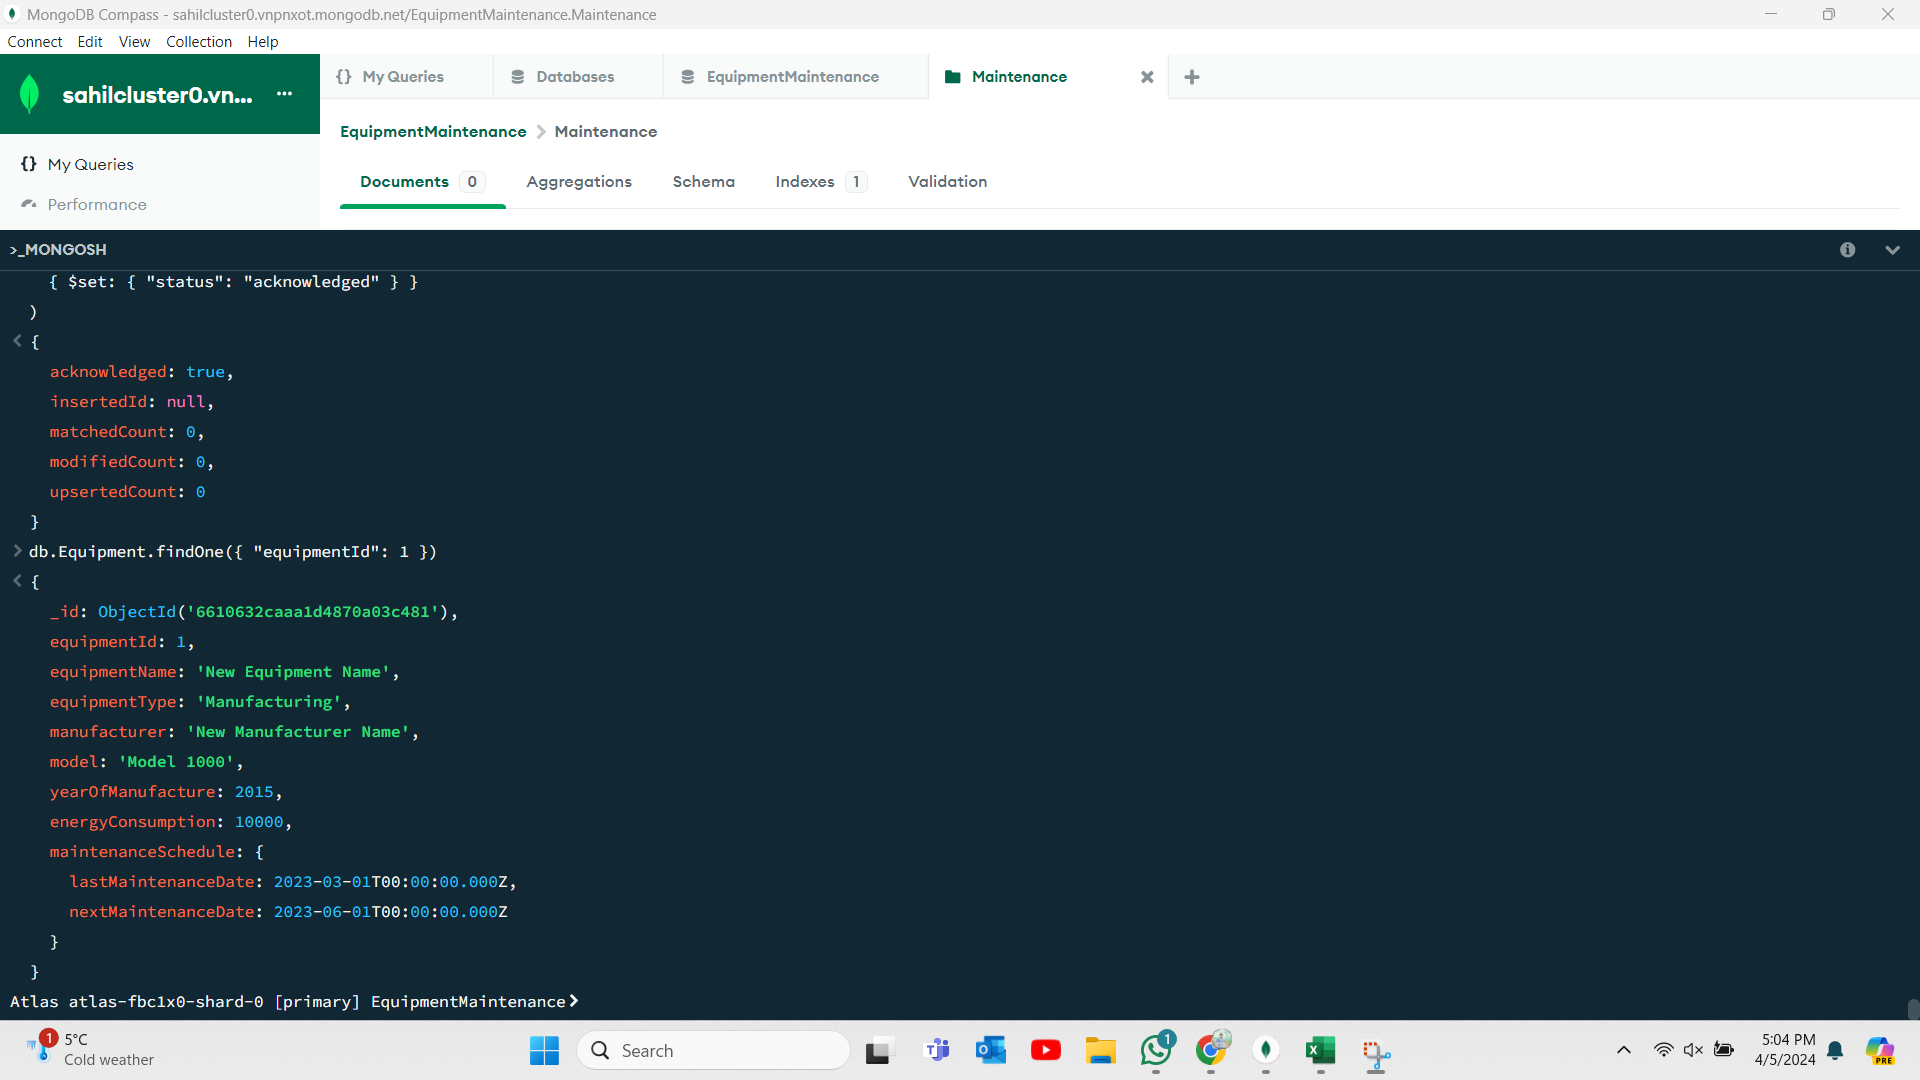 MongoDB Compass - sahilcluster0.vnpnxot.mongodb.net/EquipmentMaintenance.Maintenance
Connect Edit View Collection Help
sahilcluster0.vn... ...
{} My Queries
Performance
{} My Queries
Databases
EquipmentMaintenance
Maintenance
EquipmentMaintenance > Maintenance
Documents 0 Aggregations Schema Indexes 1 Validation
>_MONGOSH
{ $set: { "status": "acknowledged" } }
)
< {
acknowledged: true,
insertedId: null,
matchedCount: 0,
modifiedCount: 0,
upsertedCount: 0
}
> db.Equipment.findOne({ "equipmentId": 1 })
< {
_id: ObjectId('6610632caaa1d4870a03c481'),
equipmentId: 1,
equipmentName: 'New Equipment Name',
equipmentType: 'Manufacturing',
manufacturer: 'New Manufacturer Name',
model: 'Model 1000',
yearOfManufacture: 2015,
energyConsumption: 10000,
maintenanceSchedule: {
lastMaintenanceDate: 2023-03-01T00:00:00.000Z,
nextMaintenanceDate: 2023-06-01T00:00:00.000Z
}
}
Atlas atlas-fbc1x0-shard-0 [primary] EquipmentMaintenance>
1
5°C
Cold weather
Search
1
PRE
5:04 PM
4/5/2024